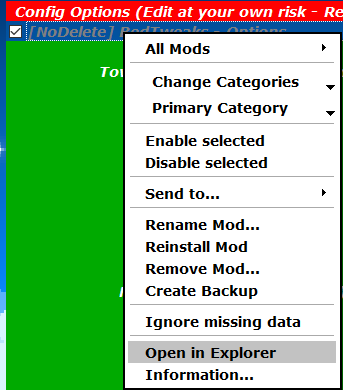 Config Options (Edit at your own risk - Re
[NoDelete] RedTweaks - Options
Tow
All Mods
Change Categories
Primary Category
Enable selected
Disable selected
Send to...
Rename Mod...
Reinstall Mod
Remove Mod...
Create Backup
Ignore missing data
Open in Explorer
Information...